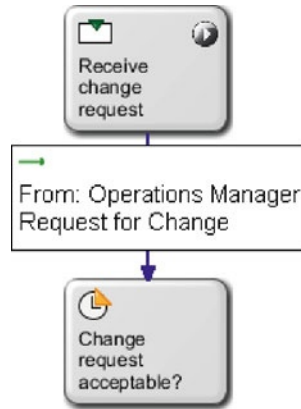 Receive
change
request
From: Operations Manager
Request for Change
Change
request
acceptable?